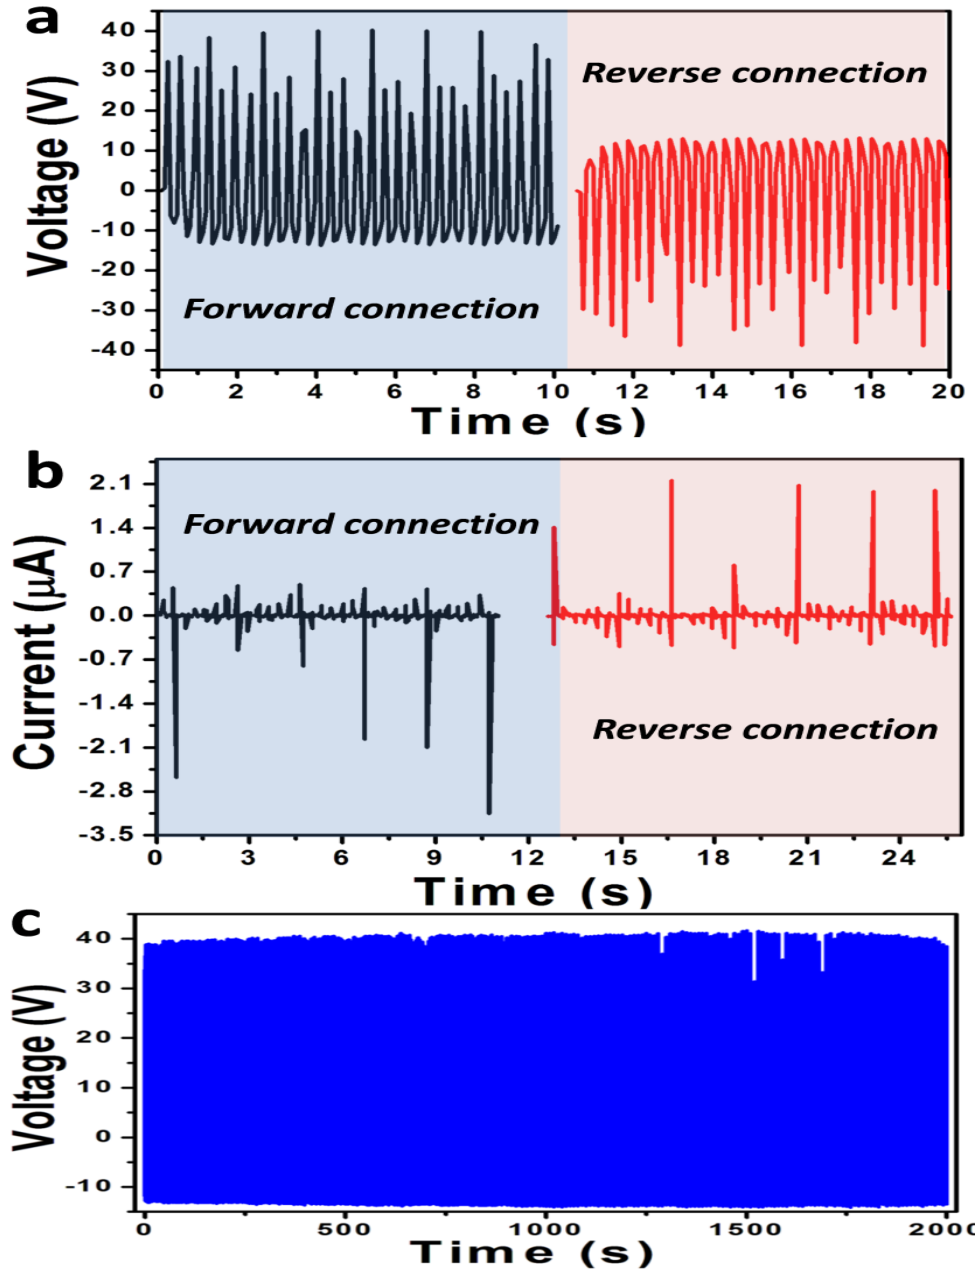 a
Voltage (V)
40
30
20
10
0
-10
-20
-30
-40
Reverse connection
Forward connection
0 2 4 6 8 10 12 14 16 18 20
Time (s)
b
Current (μA)
2.1
1.4
0.7
0.0
-0.7
-1.4
-2.1
-2.8
-3.5
Forward connection
Reverse connection
0 3 6 9 12 15 18 21 24
Time (s)
c
Voltage (V)
40
30
20
10
0
-10
0 500 1000 1500 2000
Time (s)